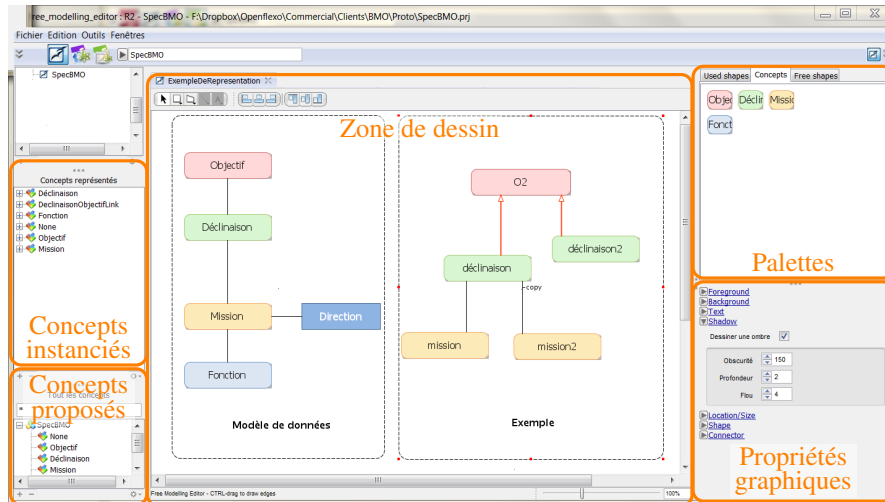 ree_modelling_editor : R2 - SpecBMO - F:\Dropbox\Openflexo\Commercial\Clients\BMO\Proto\SpecBMO.prj
Fichier Edition Outils Fenêtres
SpecBMO
SpecBMO
ExempleDeRepresentation
Zone de dessin
Objectif
Déclinaison
Mission
Direction
Fonction
Modèle de données
O2
déclinaison2
déclinaison
copy
mission
mission2
Exemple
Concepts représentés
Déclinaison
DeclinaisonObjectifLink
Fonction
None
Objectif
Mission
Concepts
instanciés
Tout les concepts
Concepts
proposés
*
SpecBMO
None
Objectif
Déclinaison
Mission
Free Modelling Editor - CTRL-drag to draw edges
100%
Used shapes Concepts Free shapes
Objec Déclir Missic
Fonct
Palettes
Foreground
Background
Text
Shadow
Dessiner une ombre
Obscurité 150
Profondeur 2
Flou 4
Location/Size
Shape
Connector
Propriétés
graphiques